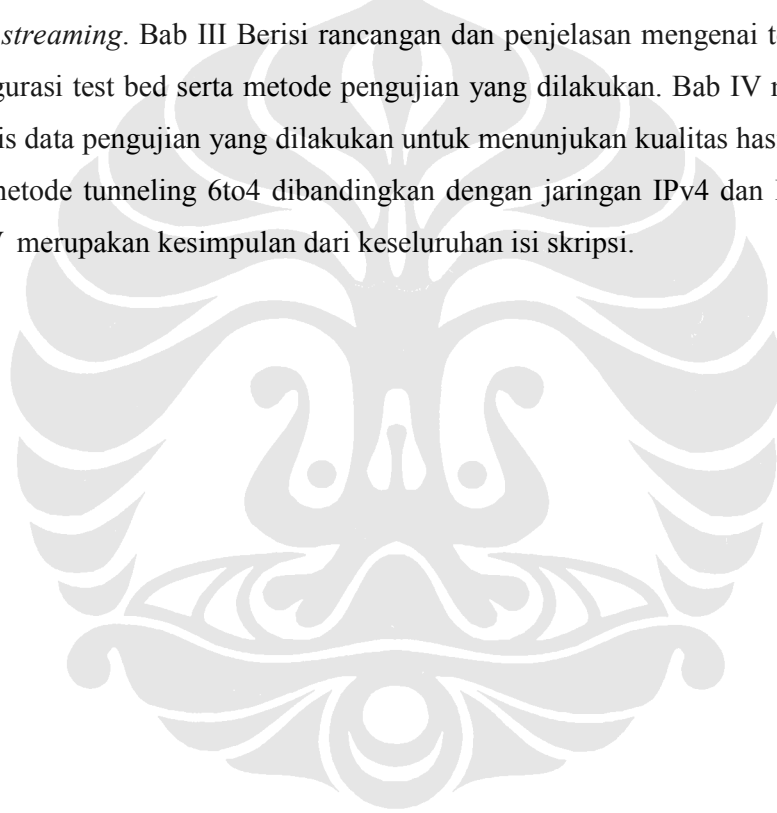 streaming. Bab III Berisi rancangan dan penjelasan mengenai
gurasi test bed serta metode pengujian yang dilakukan. Bab IV
is data pengujian yang dilakukan untuk menunjukan kualitas has
metode tunneling 6to4 dibandingkan dengan jaringan IPv4 dan
merupakan kesimpulan dari keseluruhan isi skripsi.